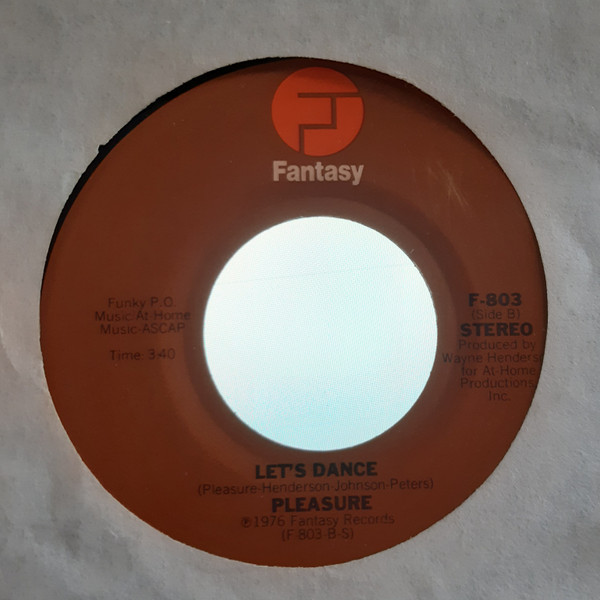 Fantasy
Funky P.O.
Music-At-Home
Music-ASCAP
Time: 3:40
F-803
(Side B)
STEREO
Produced by
Wayne Henders
for At-Home
Productions,
Inc.
LET'S DANCE
(Pleasure-Henderson-Johnson-Peters)
PLEASURE
℗1976 Fantasy Records
(F-803-B-S)